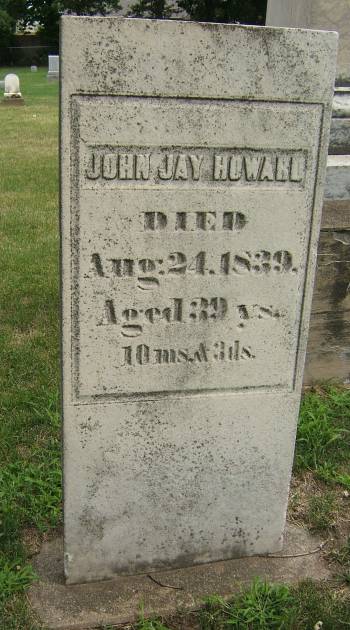 JOHN JAY HOWARD
DIED
Aug: 24, 1839,
Aged 39 ys.
10 ms. & 3 ds.